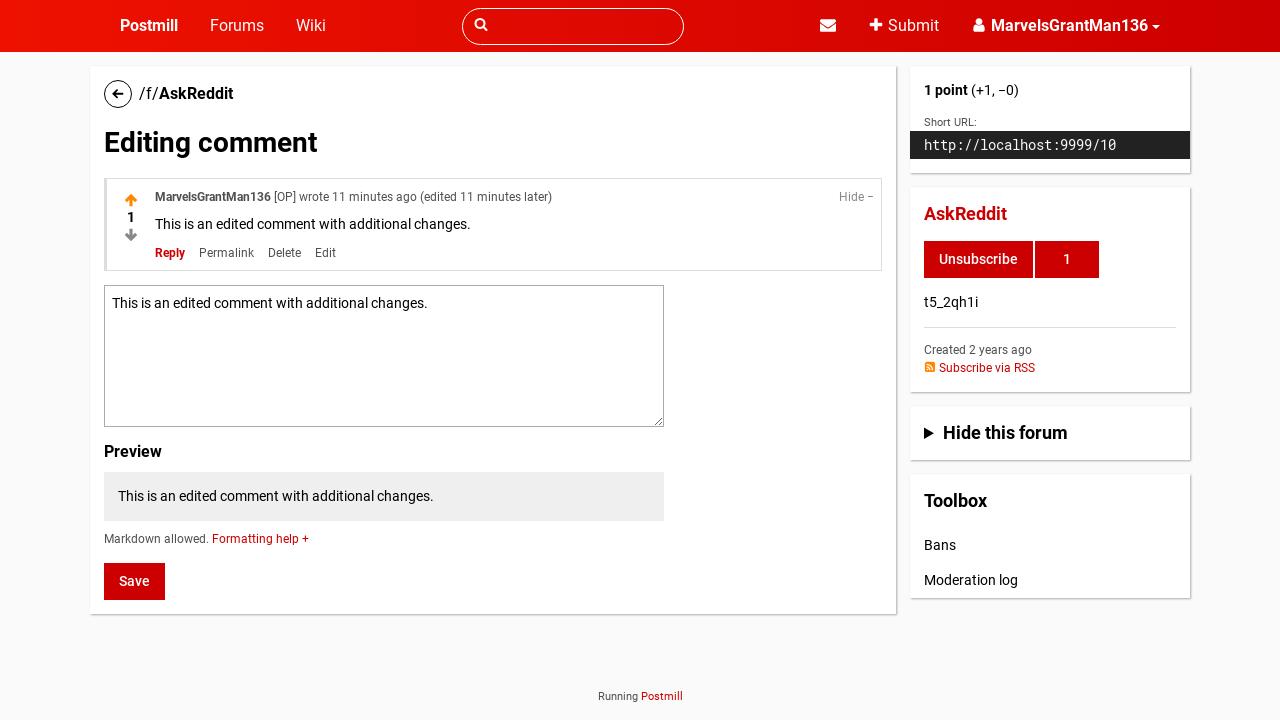 Postmill Forums Wiki Submit MarvelsGrantMan136
/f/AskReddit
Editing comment
MarvelsGrantMan136 [OP] wrote 11 minutes ago (edited 11 minutes later) Hide −
1
This is an edited comment with additional changes.
Reply Permalink Delete Edit
This is an edited comment with additional changes.
Preview
This is an edited comment with additional changes.
Markdown allowed. Formatting help +
Save
1 point (+1, −0)
Short URL:
http://localhost:9999/10
AskReddit
Unsubscribe 1
t5_2qh1i
Created 2 years ago
Subscribe via RSS
Hide this forum
Toolbox
Bans
Moderation log
Running Postmill